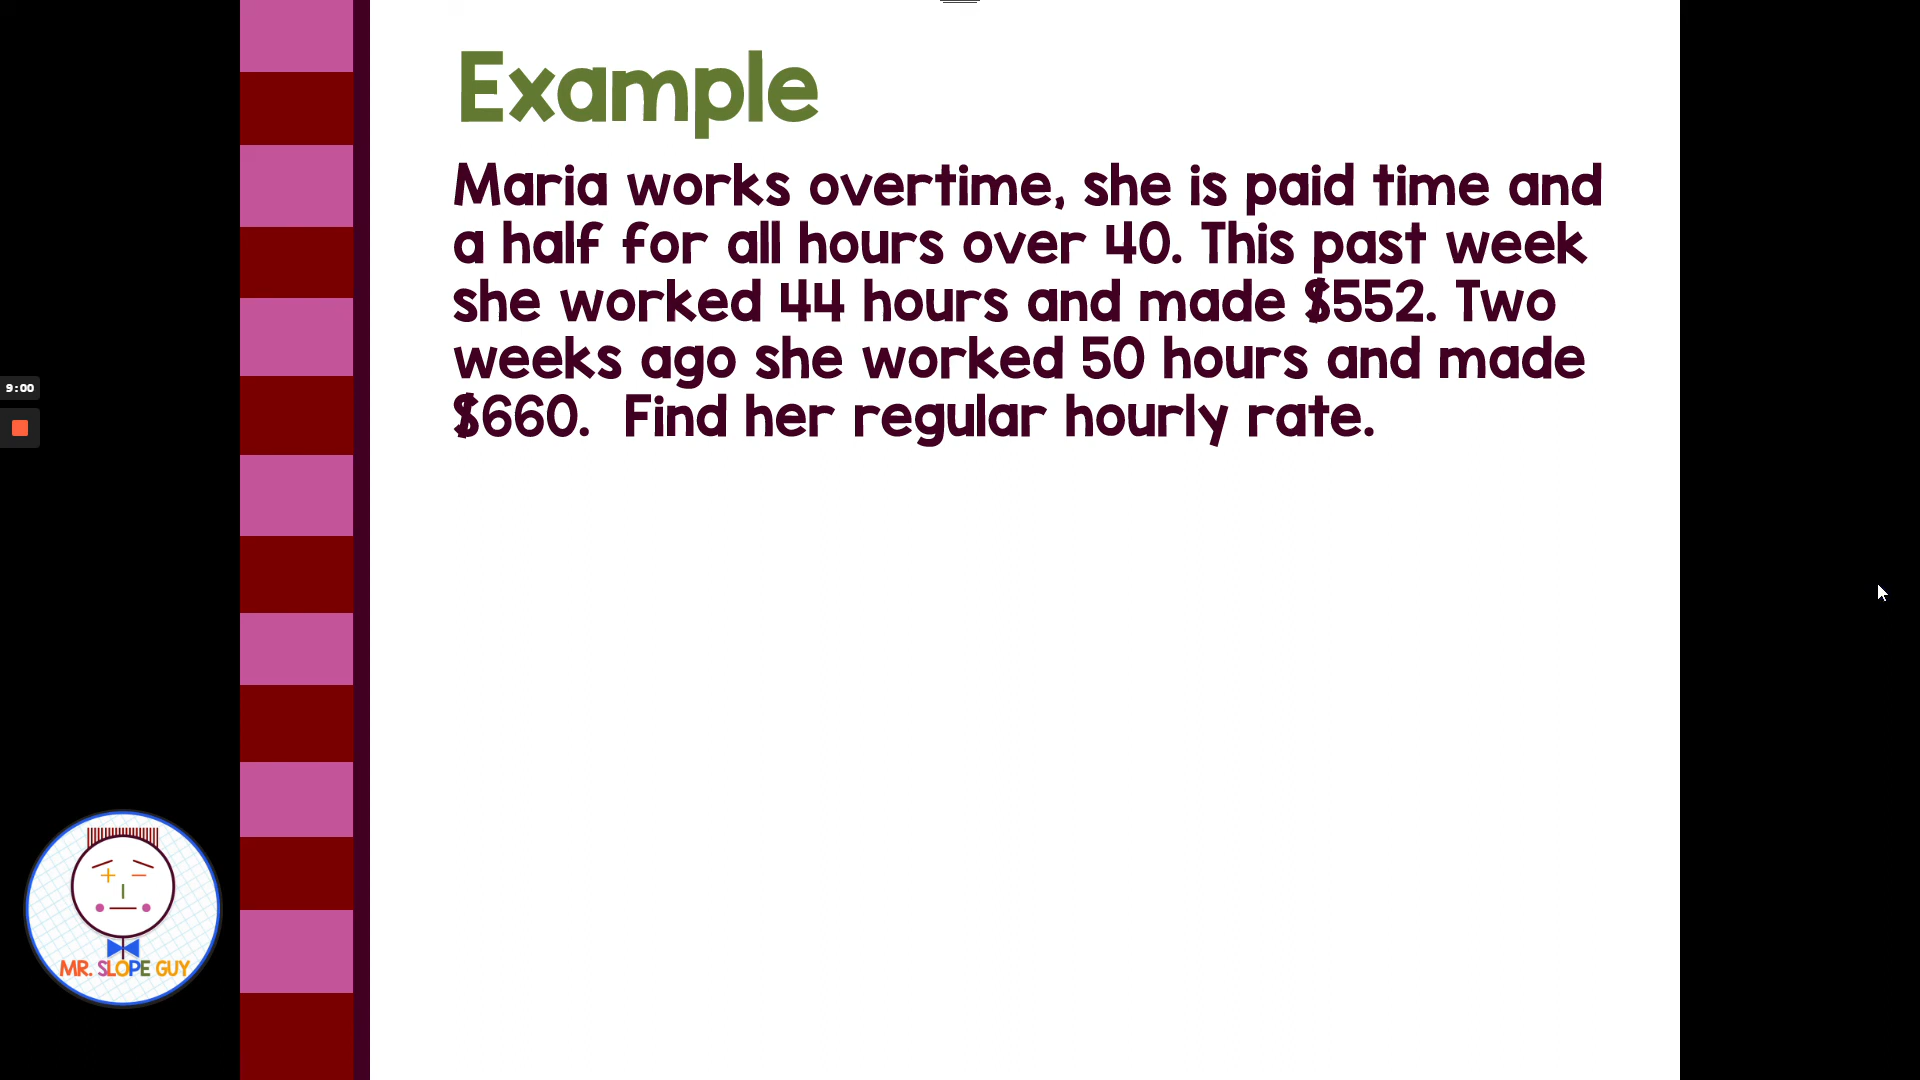 Example
Maria works overtime, she is paid time and
a half for all hours over 40. This past week
she worked 44 hours and made $552. Two
weeks ago she worked 50 hours and made
$660.  Find her regular hourly rate.
9:00
MR. SLOPE GUY